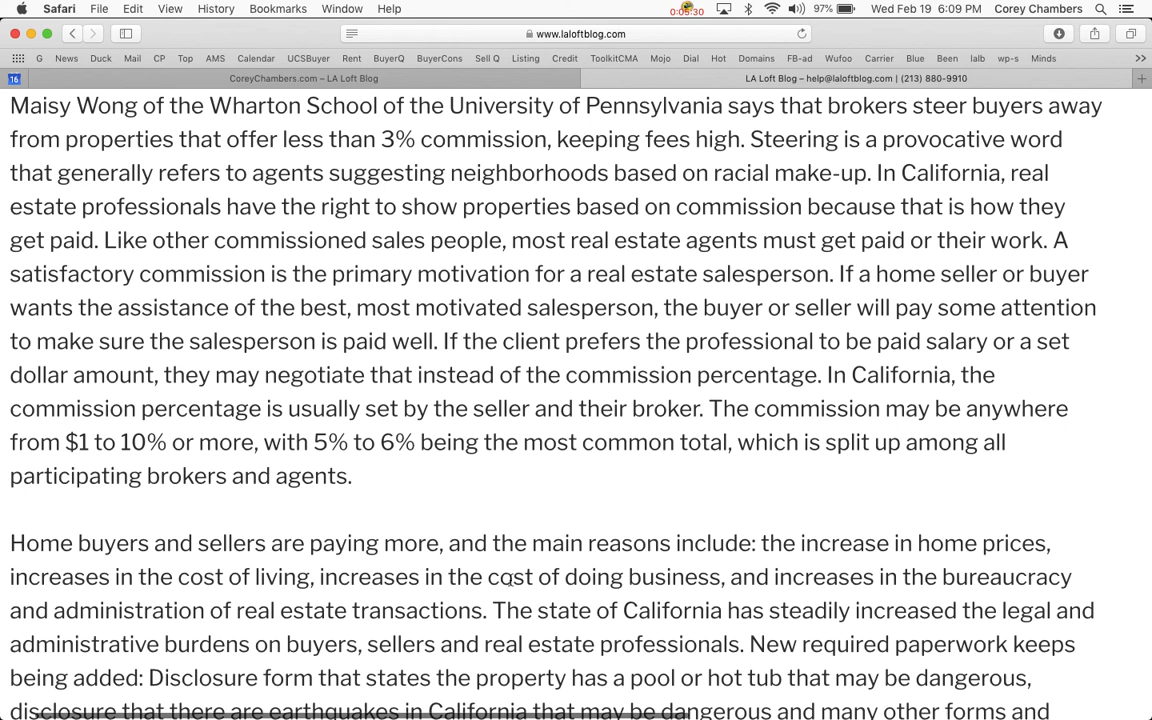 Safari File Edit View History Bookmarks Window Help 97% Wed Feb 19 6:09 PM Corey Chambers
www.laloftblog.com
G News Duck Mail CP Top AMS Calendar UCSBuyer Rent BuyerQ BuyerCons Sell Q Listing Credit ToolkitCMA Mojo Dial Hot Domains FB-ad Wufoo Carrier Blue Been lalb wp-s Minds
16 CoreyChambers.com – LA Loft Blog LA Loft Blog – help@laloftblog.com | (213) 880-9910
Maisy Wong of the Wharton School of the University of Pennsylvania says that brokers steer buyers away
from properties that offer less than 3% commission, keeping fees high. Steering is a provocative word
that generally refers to agents suggesting neighborhoods based on racial make-up. In California, real
estate professionals have the right to show properties based on commission because that is how they
get paid. Like other commissioned sales people, most real estate agents must get paid or their work. A
satisfactory commission is the primary motivation for a real estate salesperson. If a home seller or buyer
wants the assistance of the best, most motivated salesperson, the buyer or seller will pay some attention
to make sure the salesperson is paid well. If the client prefers the professional to be paid salary or a set
dollar amount, they may negotiate that instead of the commission percentage. In California, the
commission percentage is usually set by the seller and their broker. The commission may be anywhere
from $1 to 10% or more, with 5% to 6% being the most common total, which is split up among all
participating brokers and agents.
Home buyers and sellers are paying more, and the main reasons include: the increase in home prices,
increases in the cost of living, increases in the cost of doing business, and increases in the bureaucracy
and administration of real estate transactions. The state of California has steadily increased the legal and
administrative burdens on buyers, sellers and real estate professionals. New required paperwork keeps
being added: Disclosure form that states the property has a pool or hot tub that may be dangerous,
disclosure that there are earthquakes in California that may be dangerous and many other forms and